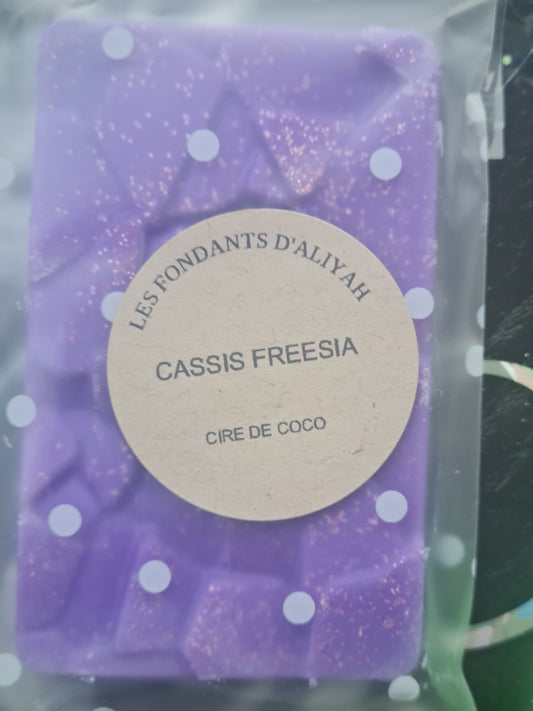 LES FONDANTS D'ALIYAH
CASSIS FREESIA
CIRE DE COCO